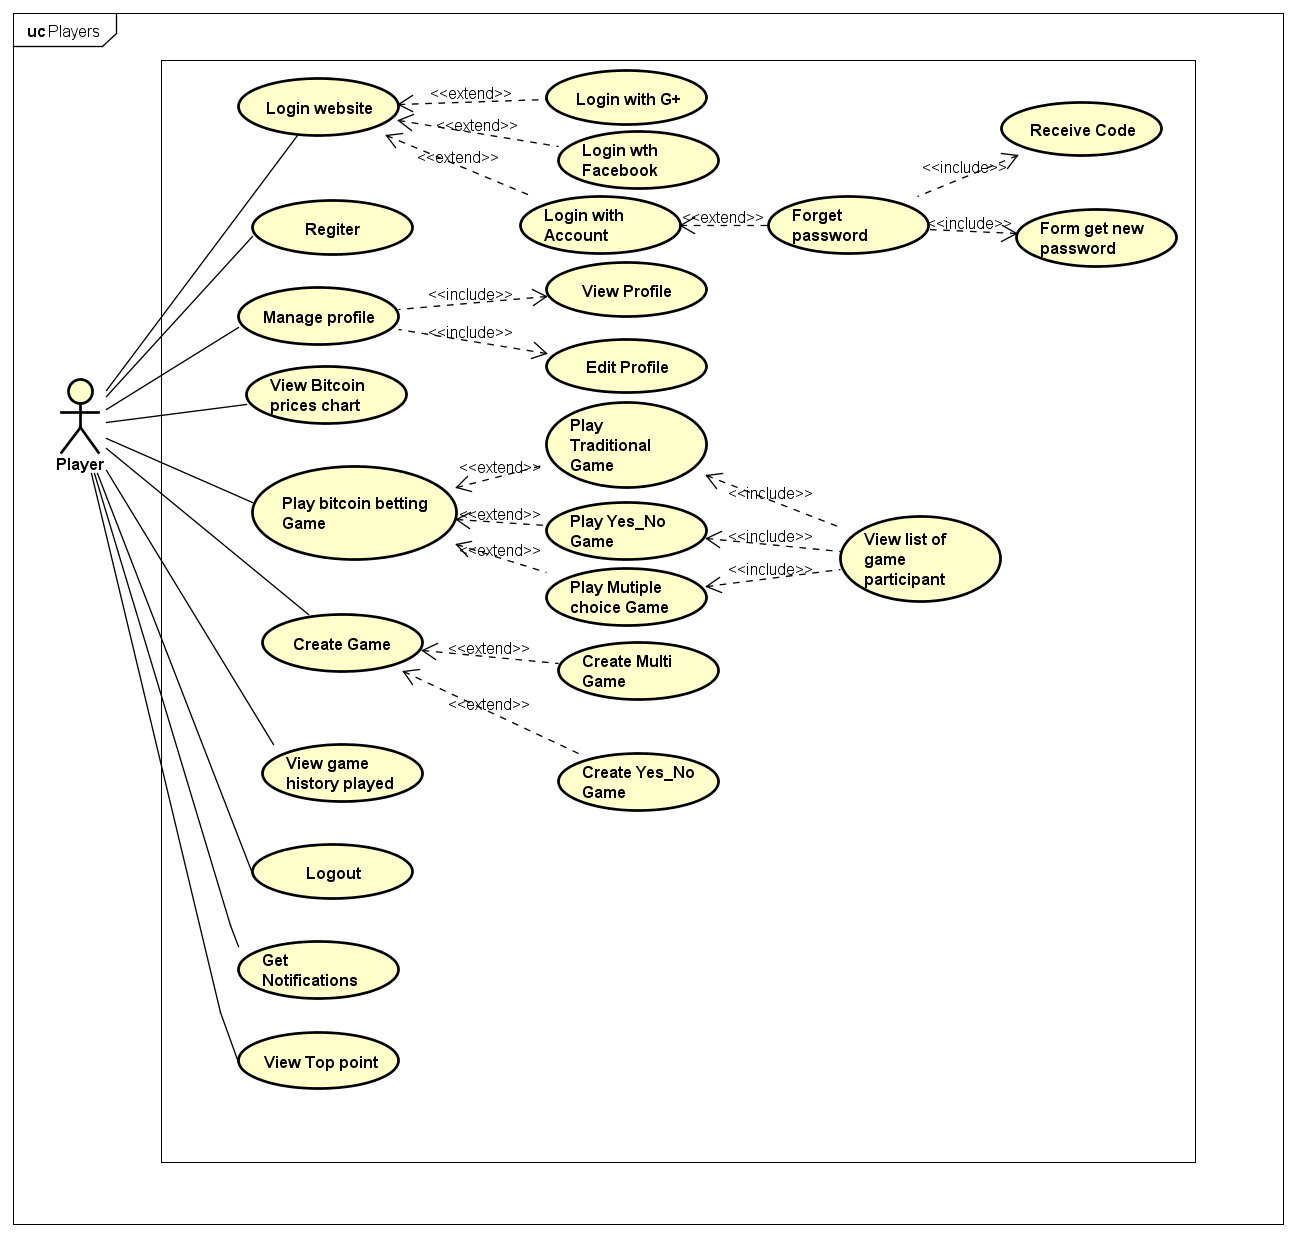 uc Players
Login website
<<extend>>
Login with G+
<<extend>>
Login wth
Facebook
<<extend>>
Login with
Account
<<extend>>
Forget
password
<<include>>
Receive Code
<<include>>
Form get new
password
Regiter
Manage profile
<<include>>
View Profile
<<include>>
Edit Profile
View Bitcoin
prices chart
Player
Play bitcoin betting
Game
<<extend>>
Play
Traditional
Game
<<extend>>
Play Yes_No
Game
<<extend>>
Play Mutiple
choice Game
<<include>>
<<include>>
<<include>>
View list of
game
participant
Create Game
<<extend>>
Create Multi
Game
<<extend>>
Create Yes_No
Game
View game
history played
Logout
Get
Notifications
View Top point